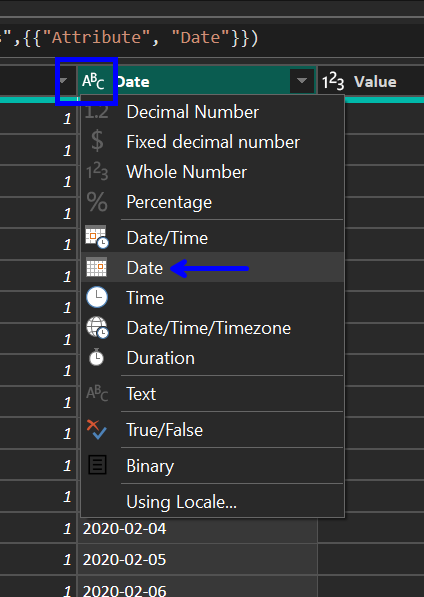 s",{{"Attribute", "Date"}})
ABC Date 123 Value
1.2 Decimal Number
$ Fixed decimal number
123 Whole Number
% Percentage
Date/Time
Date
Time
Date/Time/Timezone
Duration
ABC Text
True/False
Binary
Using Locale...
1
1
1
1
1
1
1
1
1
1
1
1
1
1
1 2020-02-04
1 2020-02-05
1 2020-02-06